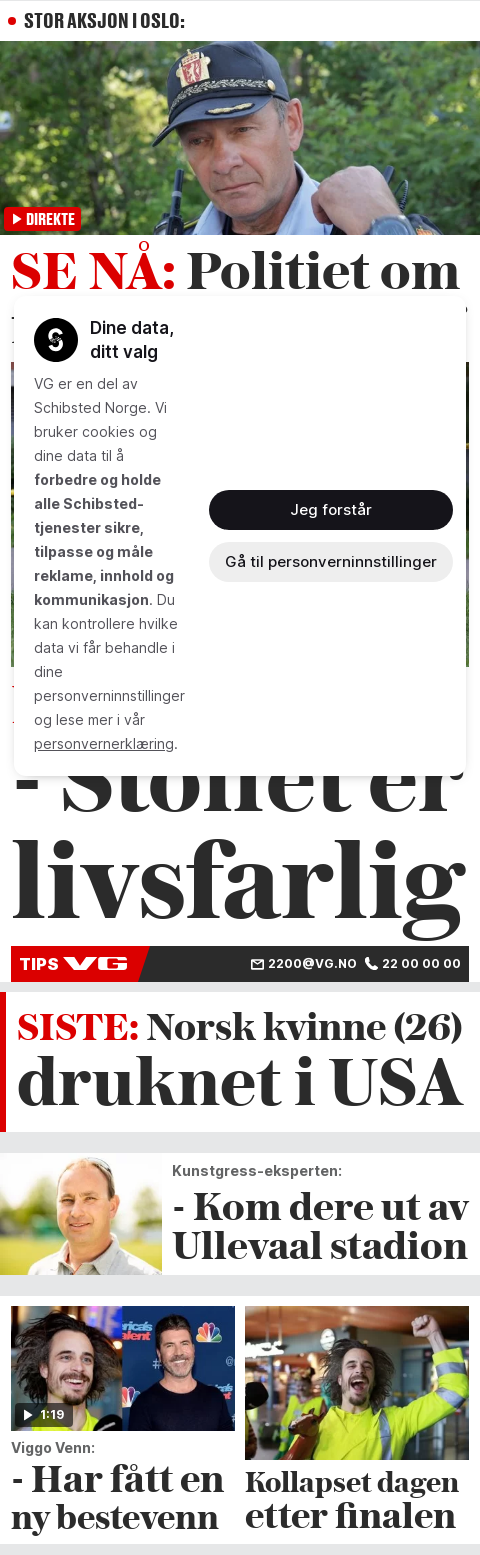 STOR AKSJON I OSLO:
DIREKTE
SE NÅ: Politiet om
Dine data,
ditt valg
VG er en del av
Schibsted Norge. Vi
bruker cookies og
dine data til å
forbedre og holde
alle Schibsted-
tjenester sikre,
tilpasse og måle
reklame, innhold og
kommunikasjon. Du
kan kontrollere hvilke
data vi får behandle i
dine
personverninnstillinger
og lese mer i vår
personvernerklæring.
Jeg forstår
Gå til personverninnstillinger
- Stoffet er
livsfarlig
TIPS VG 2200@VG.NO 22 00 00 00
SISTE: Norsk kvinne (26)
druknet i USA
Kunstgress-eksperten:
- Kom dere ut av
Ullevaal stadion
1:19
Viggo Venn:
- Har fått en
ny bestevenn
Kollapset dagen
etter finalen